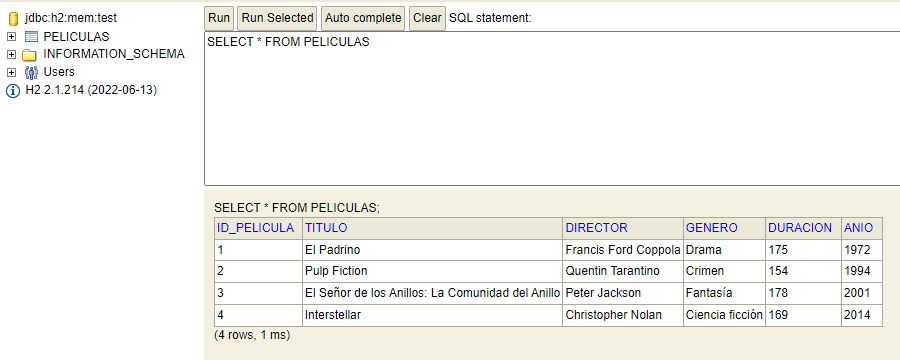 jdbc:h2:mem:test
PELICULAS
INFORMATION_SCHEMA
Users
H2 2.1.214 (2022-06-13)
Run Run Selected Auto complete Clear SQL statement:
SELECT * FROM PELICULAS
SELECT * FROM PELICULAS;
ID_PELICULA TITULO DIRECTOR GENERO DURACION ANIO
1 El Padrino Francis Ford Coppola Drama 175 1972
2 Pulp Fiction Quentin Tarantino Crimen 154 1994
3 El Señor de los Anillos: La Comunidad del Anillo Peter Jackson Fantasía 178 2001
4 Interstellar Christopher Nolan Ciencia ficción 169 2014
(4 rows, 1 ms)